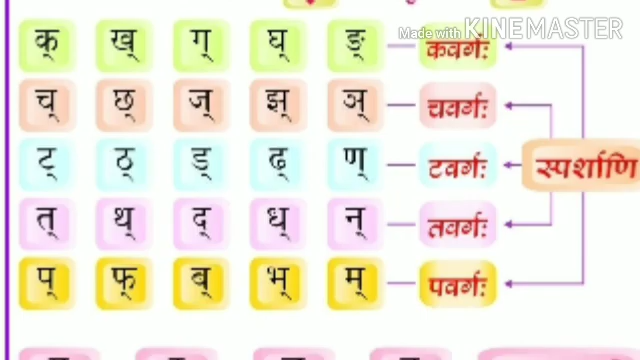 Made with KINEMASTER
क् ख् ग् घ् ङ् कवर्गः
च् छ् ज् झ् ञ् चवर्गः
ट् ठ् ड् ढ् ण् टवर्गः स्पर्शाणि
त् थ् द् ध् न् तवर्गः
प् फ् ब् भ् म् पवर्गः